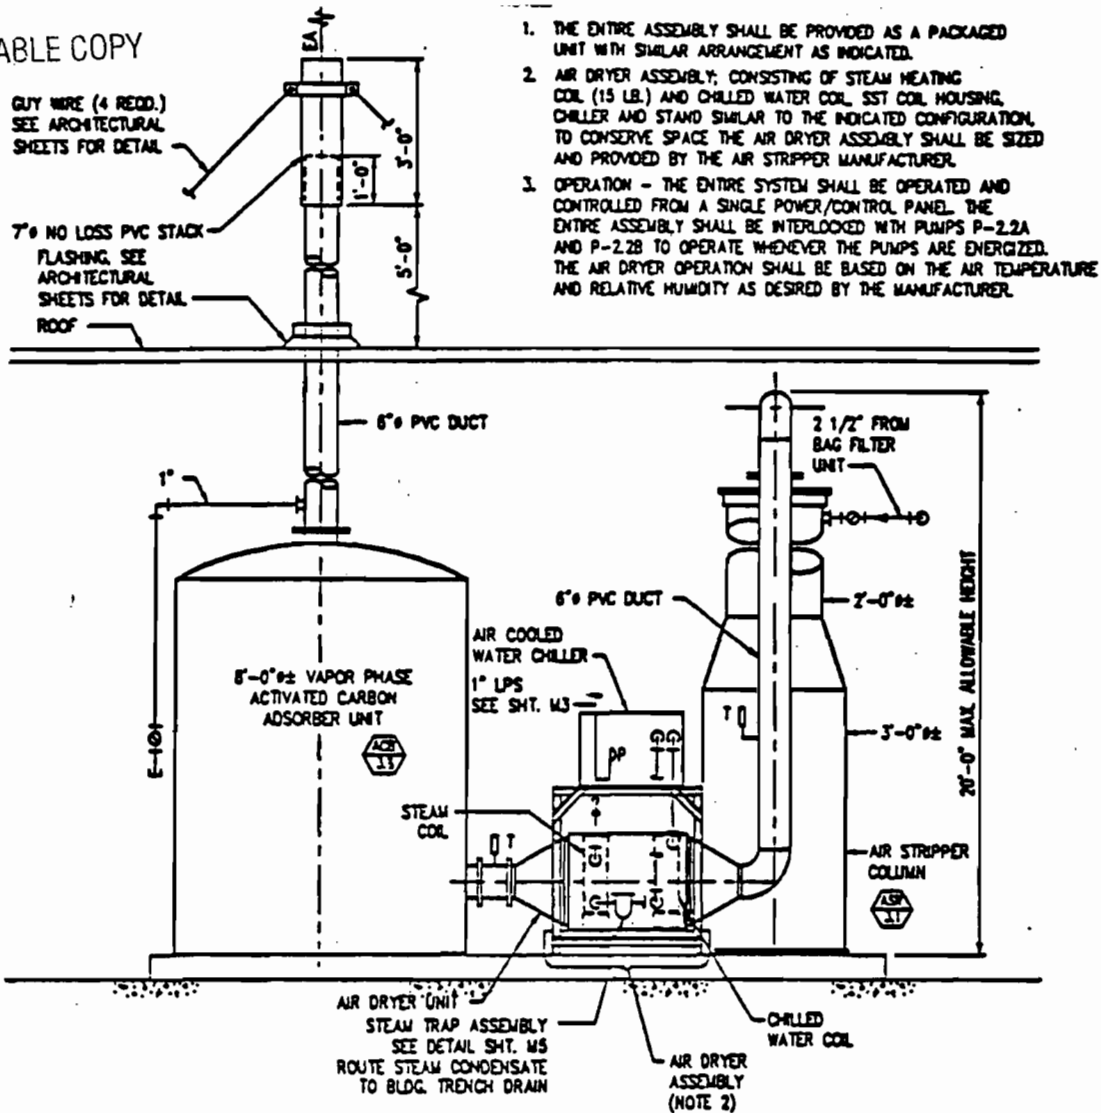 ABLE COPY
1. THE ENTIRE ASSEMBLY SHALL BE PROVIDED AS A PACKAGED
UNIT WITH SIMILAR ARRANGEMENT AS INDICATED.
2 AIR DRYER ASSEMBLY; CONSISTING OF STEAM HEATING
COIL (15 LB.) AND CHILLED WATER COIL, SST COIL HOUSING,
CHILLER AND STAND SIMILAR TO THE INDICATED CONFIGURATION.
TO CONSERVE SPACE THE AIR DRYER ASSEMBLY SHALL BE SIZED
AND PROVIDED BY THE AIR STRIPPER MANUFACTURER.
3. OPERATION - THE ENTIRE SYSTEM SHALL BE OPERATED AND
CONTROLLED FROM A SINGLE POWER/CONTROL PANEL. THE
ENTIRE ASSEMBLY SHALL BE INTERLOCKED WITH PUMPS P-2.2A
AND P-2.2B TO OPERATE WHENEVER THE PUMPS ARE ENERGIZED.
THE AIR DRYER OPERATION SHALL BE BASED ON THE AIR TEMPERATURE
AND RELATIVE HUMIDITY AS DESIRED BY THE MANUFACTURER.
EA
GUY WIRE (4 REQD.)
SEE ARCHITECTURAL
SHEETS FOR DETAIL
3'-0"
1'-0"
7"ø NO LOSS PVC STACK
FLASHING, SEE
ARCHITECTURAL
SHEETS FOR DETAIL
5'-0"
ROOF
6"ø PVC DUCT
1"
2 1/2" FROM
BAG FILTER
UNIT
20'-0" MAX. ALLOWABLE HEIGHT
6"ø PVC DUCT
2'-0"ø±
AIR COOLED
WATER CHILLER
1" LPS
SEE SHT. M3
8'-0"ø± VAPOR PHASE
ACTIVATED CARBON
ADSORBER UNIT
T
3'-0"ø±
DP
STEAM
COIL
T
AIR STRIPPER
COLUMN
AIR DRYER UNIT
STEAM TRAP ASSEMBLY
SEE DETAIL SHT. M5
ROUTE STEAM CONDENSATE
TO BLDG. TRENCH DRAIN
CHILLED
WATER COIL
AIR DRYER
ASSEMBLY
(NOTE 2)